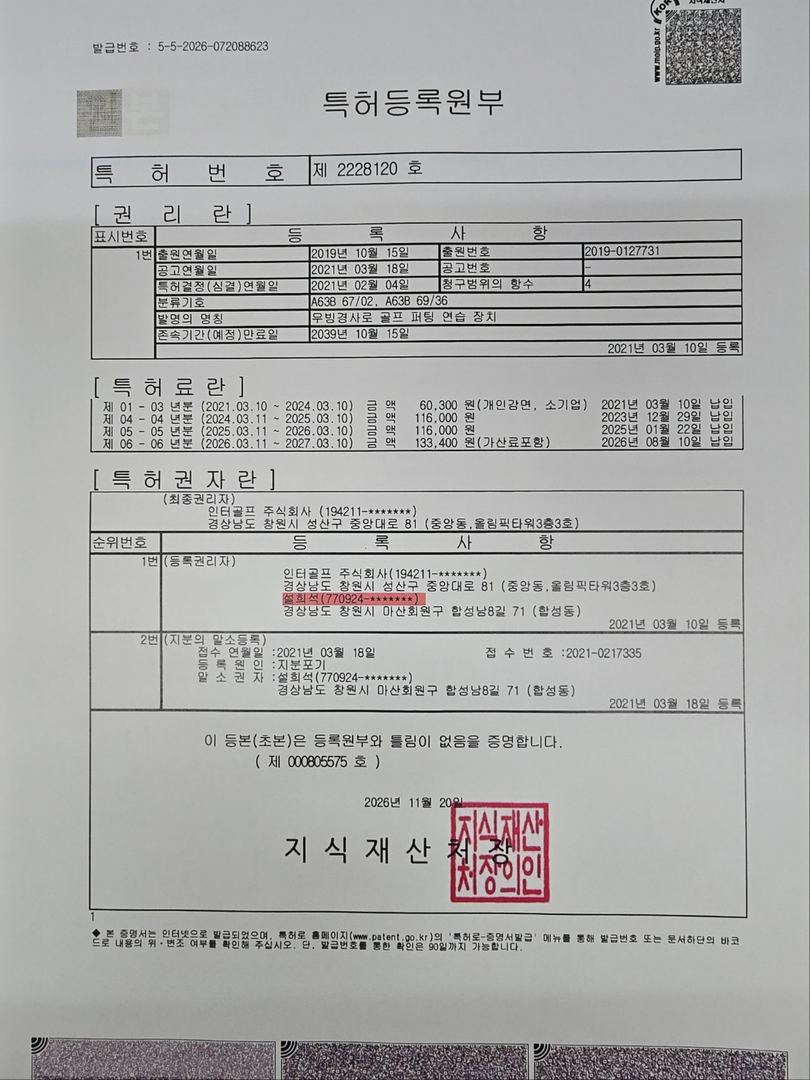 발급번호 : 5-5-2026-072088623
www.moip.go.kr
특허등록원부
특 허 번 호 제 2228120 호
[ 권 리 란 ]
표시번호 등 록 사 항
1번 출원연월일 2019년 10월 15일 출원번호 2019-0127731
공고연월일 2021년 03월 18일 공고번호 -
특허결정(심결)연월일 2021년 02월 04일 청구범위의 항수 4
분류기호 A63B 67/02, A63B 69/36
발명의 명칭 무빙경사로 골프 퍼팅 연습 장치
존속기간(예정)만료일 2039년 10월 15일
2021년 03월 10일 등록
[ 특 허 료 란 ]
제 01 - 03 년분 (2021.03.10 ~ 2024.03.10) 금 액 60,300 원(개인감면, 소기업) 2021년 03월 10일 납입
제 04 - 04 년분 (2024.03.11 ~ 2025.03.10) 금 액 116,000 원 2023년 12월 29일 납입
제 05 - 05 년분 (2025.03.11 ~ 2026.03.10) 금 액 116,000 원 2025년 01월 22일 납입
제 06 - 06 년분 (2026.03.11 ~ 2027.03.10) 금 액 133,400 원(가산료포함) 2026년 08월 10일 납입
[ 특 허 권 자 란 ]
(최종권리자)
인터골프 주식회사 (194211-*******)
경상남도 창원시 성산구 중앙대로 81 (중앙동,올림픽타워3층3호)
순위번호 등 록 사 항
1번 (등록권리자)
인터골프 주식회사(194211-*******)
경상남도 창원시 성산구 중앙대로 81 (중앙동,올림픽타워3층3호)
설희석(770924-*******)
경상남도 창원시 마산회원구 합성남8길 71 (합성동)
2021년 03월 10일 등록
2번 (지분의 말소등록)
접수 연월일 :2021년 03월 18일 접 수 번 호 :2021-0217335
등 록 원 인 :지분포기
말 소 권 자 :설희석(770924-*******)
경상남도 창원시 마산회원구 합성남8길 71 (합성동)
2021년 03월 18일 등록
이 등본(초본)은 등록원부와 틀림이 없음을 증명합니다.
( 제 000805575 호 )
2026년 11월 20일
지 식 재 산 처 장
지식재산
처장의인
1
◆ 본 증명서는 인터넷으로 발급되었으며, 특허로 홈페이지(www.patent.go.kr)의 '특허로-증명서발급' 메뉴를 통해 발급번호 또는 문서하단의 바코
드로 내용의 위·변조 여부를 확인해 주십시오. 단, 발급번호를 통한 확인은 90일까지 가능합니다.